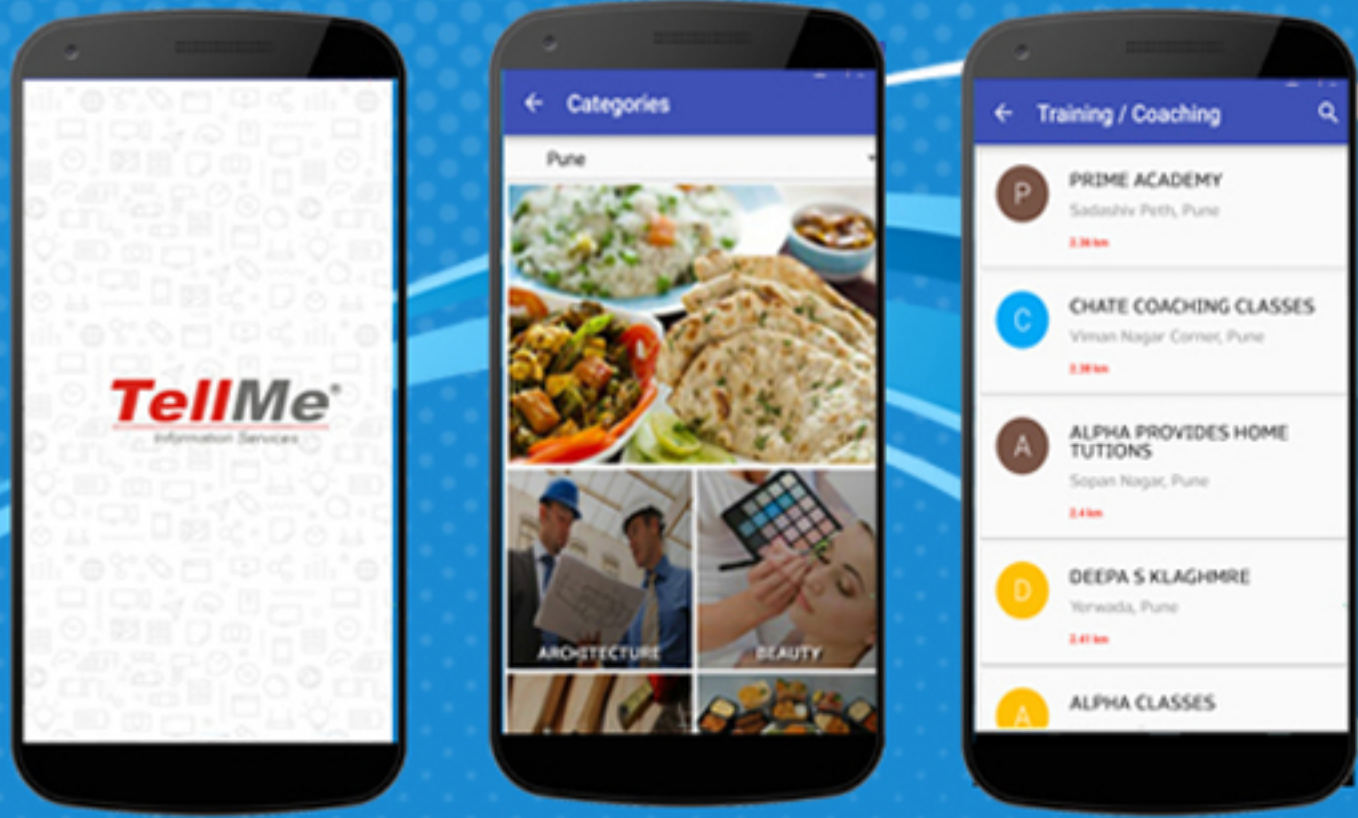 TellMe®
Information Services
Categories
Pune
ARCHITECTURE
BEAUTY
Training / Coaching
P
PRIME ACADEMY
Sadashiv Peth, Pune
2.36 km
C
CHATE COACHING CLASSES
Viman Nagar Corner, Pune
2.38 km
A
ALPHA PROVIDES HOME
TUTIONS
Sopan Nagar, Pune
2.4 km
D
DEEPA S KLAGHMRE
Yerwada, Pune
2.41 km
A
ALPHA CLASSES